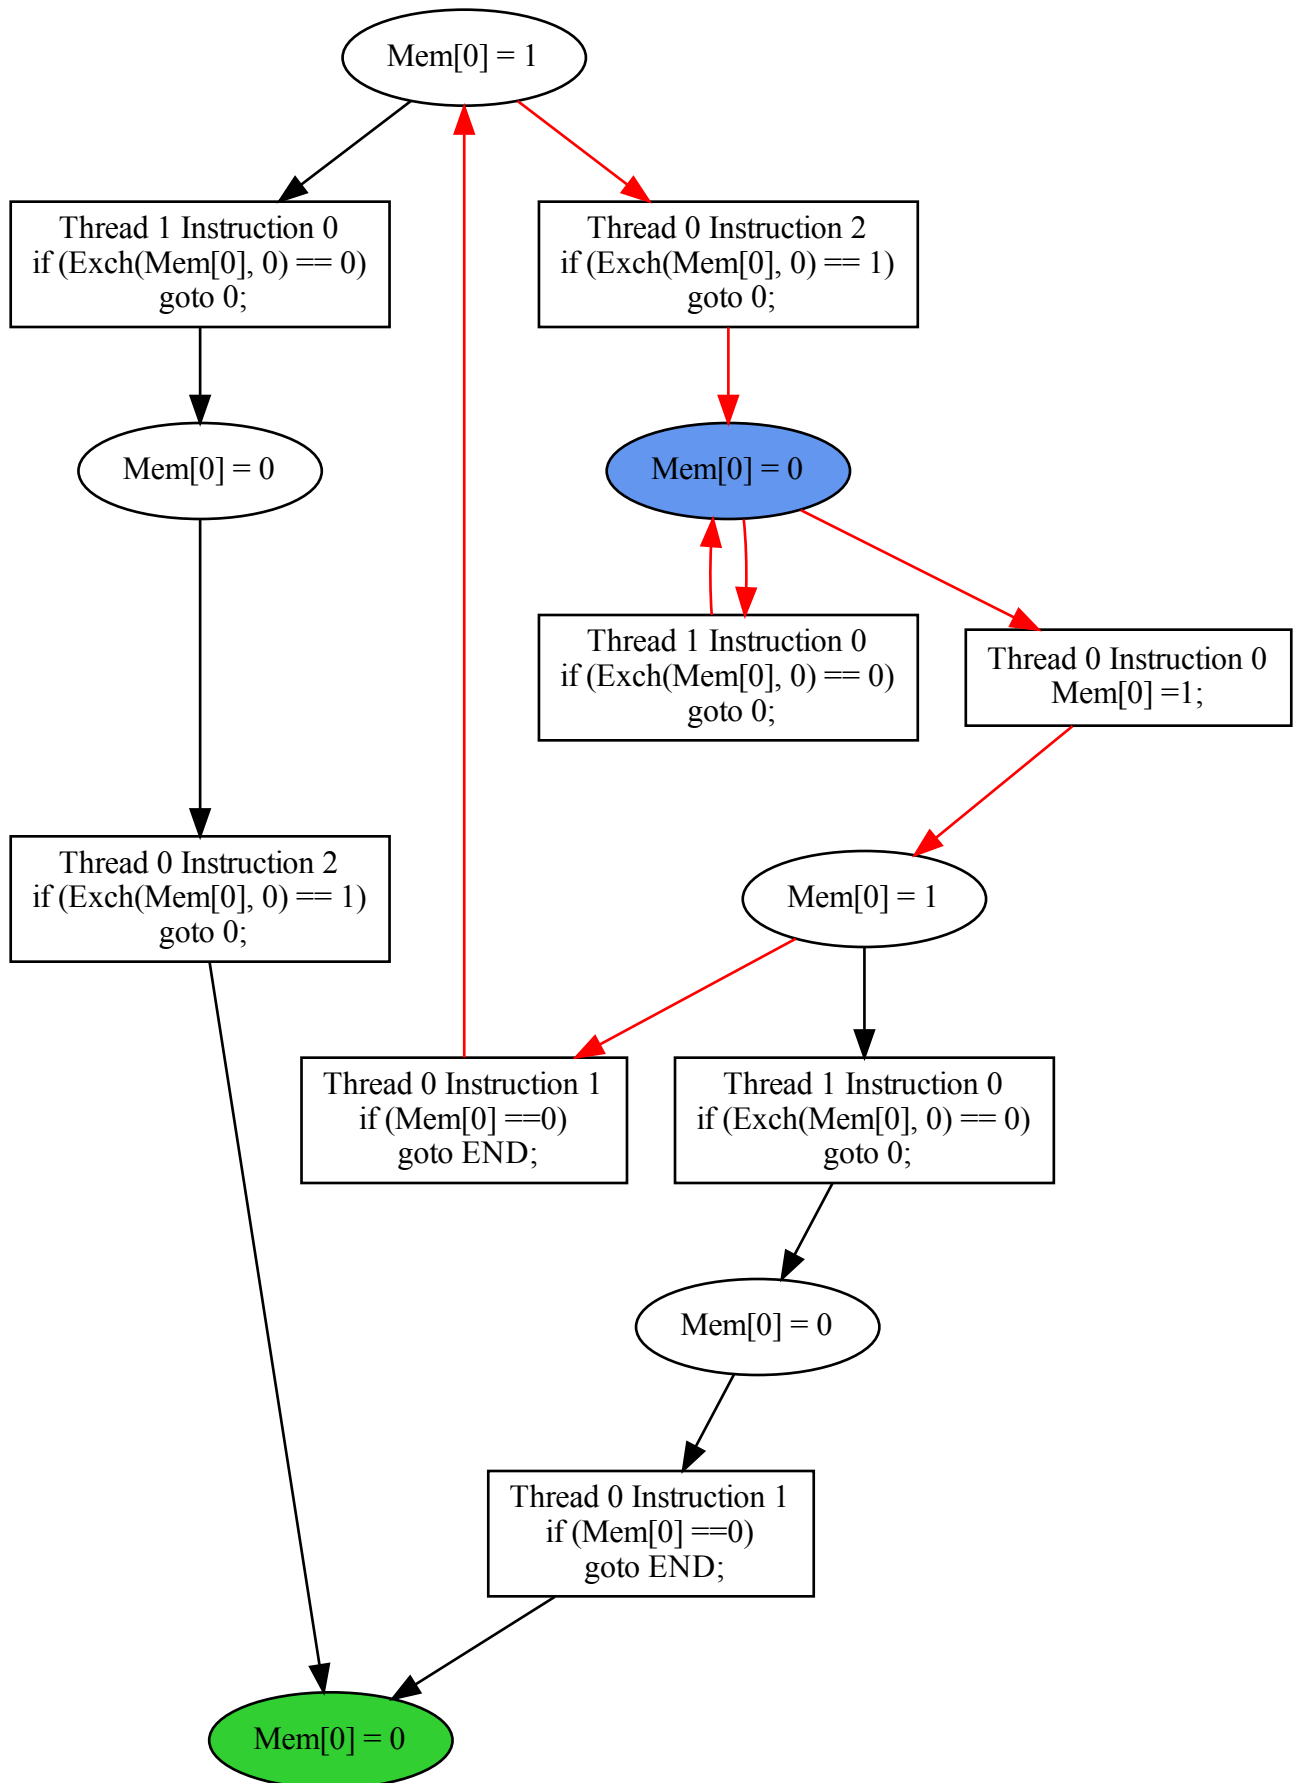 Mem[0] = 1
Thread 1 Instruction 0
if (Exch(Mem[0], 0) == 0)
goto 0;
Thread 0 Instruction 2
if (Exch(Mem[0], 0) == 1)
goto 0;
Mem[0] = 0
Mem[0] = 0
Thread 1 Instruction 0
if (Exch(Mem[0], 0) == 0)
goto 0;
Thread 0 Instruction 0
Mem[0] =1;
Thread 0 Instruction 2
if (Exch(Mem[0], 0) == 1)
goto 0;
Mem[0] = 1
Thread 0 Instruction 1
if (Mem[0] ==0)
goto END;
Thread 1 Instruction 0
if (Exch(Mem[0], 0) == 0)
goto 0;
Mem[0] = 0
Thread 0 Instruction 1
if (Mem[0] ==0)
goto END;
Mem[0] = 0